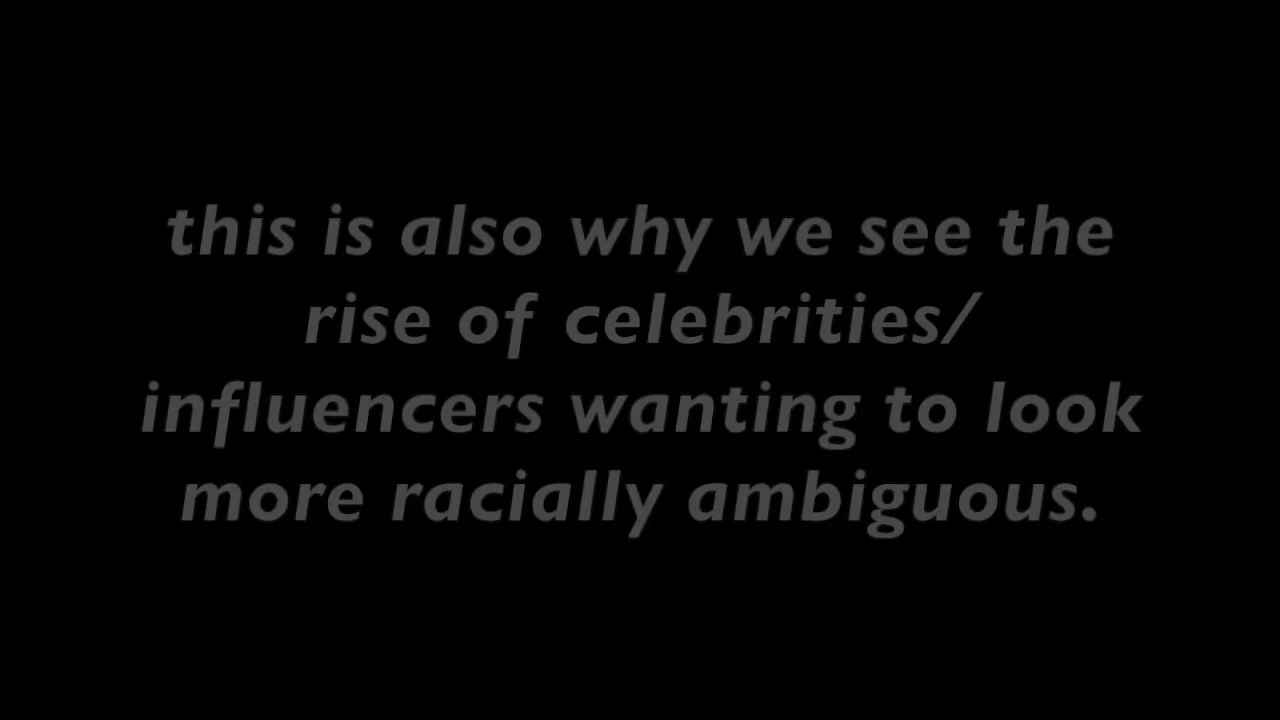 this is also why we see the
rise of celebrities/
influencers wanting to look
more racially ambiguous.